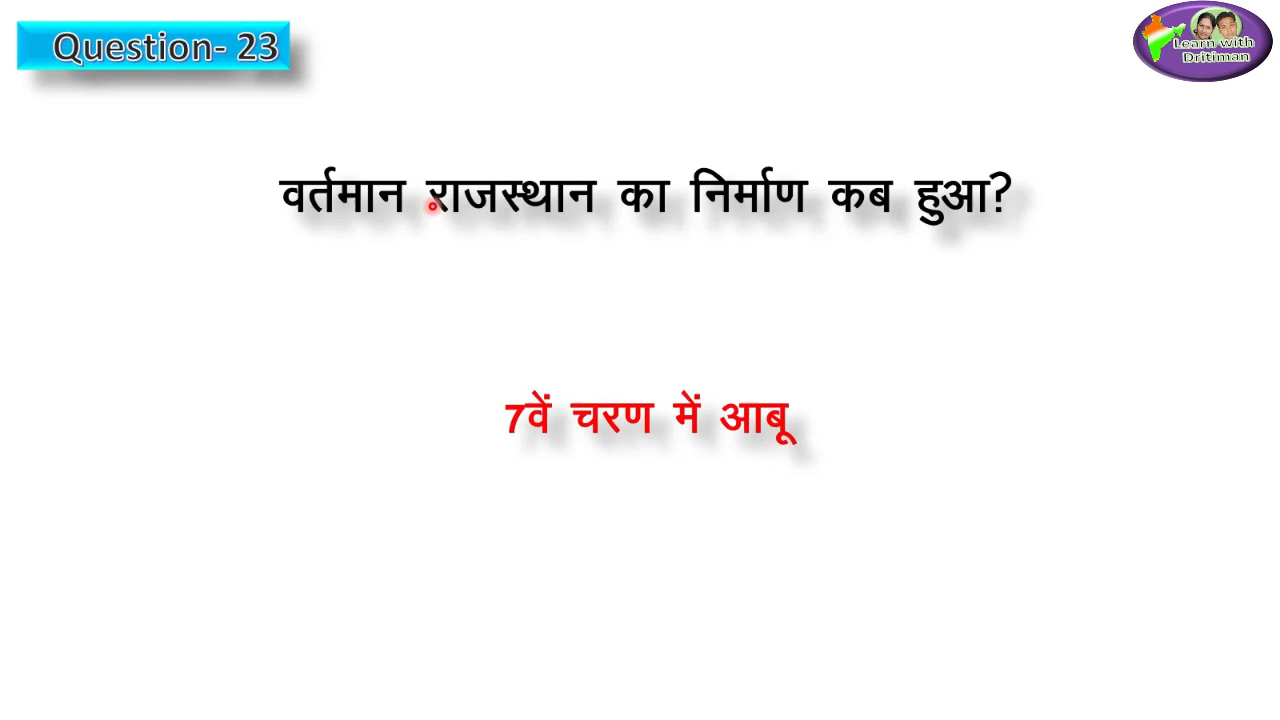 Question- 23
Learn with
Dritiman
वर्तमान राजस्थान का निर्माण कब हुआ?
7वें चरण में आबू